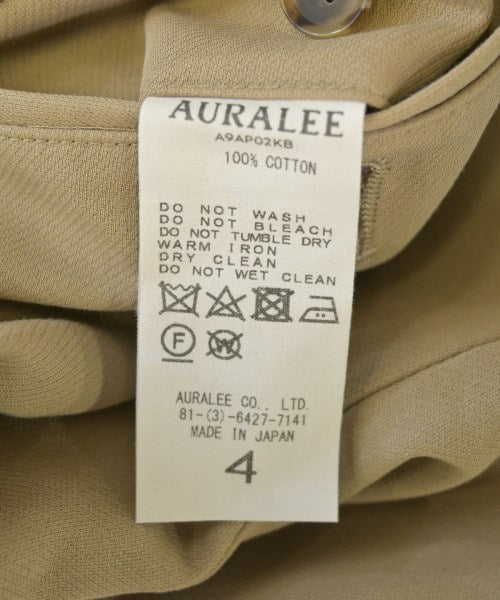 AURALEE
A9AP02KB
100% COTTON
DO NOT WASH
DO NOT BLEACH
DO NOT TUMBLE DRY
WARM IRON
DRY CLEAN
DO NOT WET CLEAN
F W
AURALEE CO., LTD.
81-(3)-6427-7141
MADE IN JAPAN
4